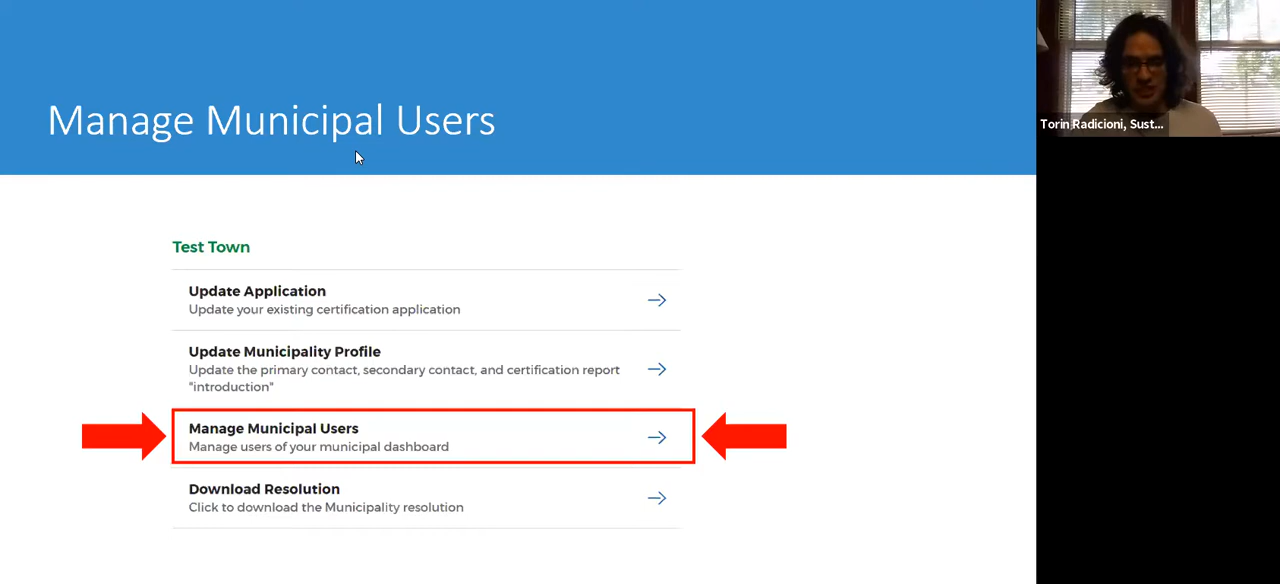 Manage Municipal Users
Torin Radicioni, Sust...
Test Town
Update Application
Update your existing certification application
Update Municipality Profile
Update the primary contact, secondary contact, and certification report
"introduction"
Manage Municipal Users
Manage users of your municipal dashboard
Download Resolution
Click to download the Municipality resolution